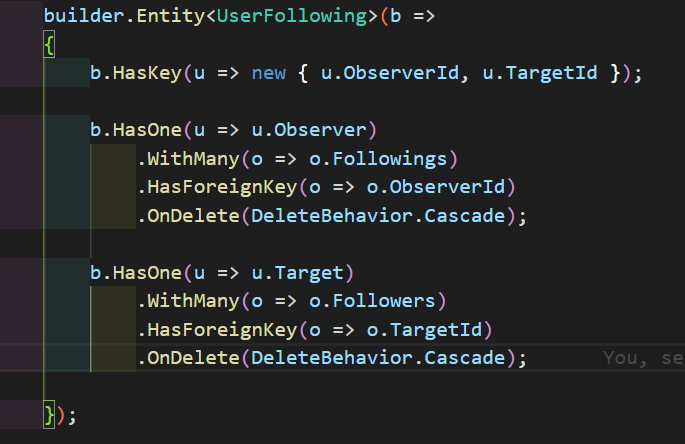 builder.Entity<UserFollowing>(b =>
{
b.HasKey(u => new { u.ObserverId, u.TargetId });
b.HasOne(u => u.Observer)
.WithMany(o => o.Followings)
.HasForeignKey(o => o.ObserverId)
.OnDelete(DeleteBehavior.Cascade);
b.HasOne(u => u.Target)
.WithMany(o => o.Followers)
.HasForeignKey(o => o.TargetId)
.OnDelete(DeleteBehavior.Cascade); You, se
});